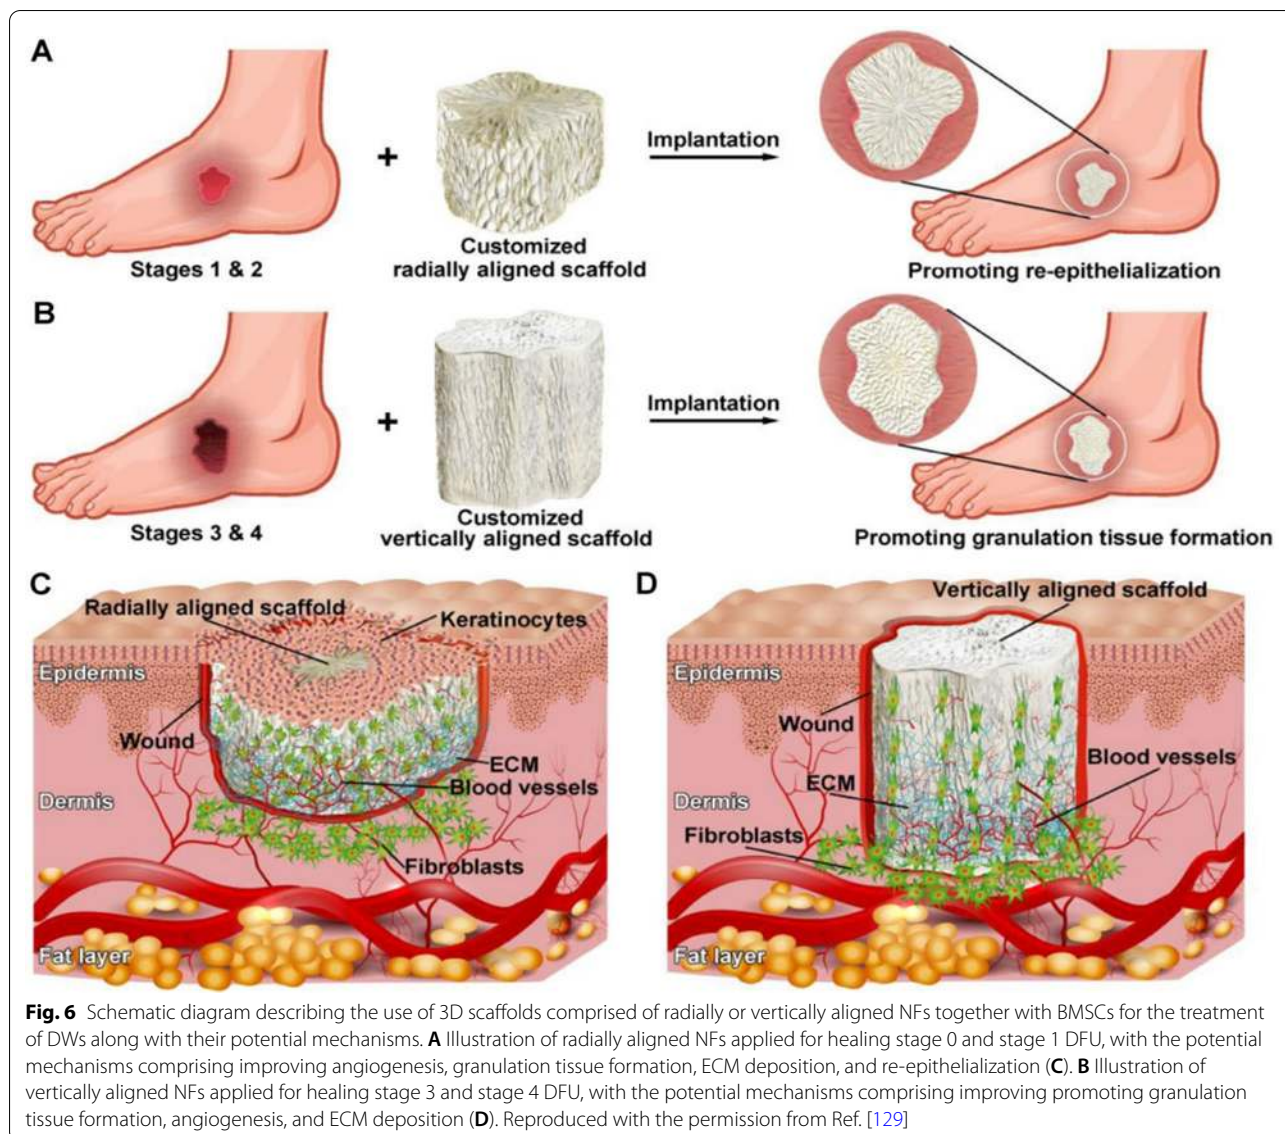 A
+
Implantation
Stages 1 & 2
Customized
radially aligned scaffold
Promoting re-epithelialization
B
+
Implantation
Stages 3 & 4
Customized
vertically aligned scaffold
Promoting granulation tissue formation
C
Radially aligned scaffold
Keratinocytes
Epidermis
Wound
ECM
Blood vessels
Dermis
Fibroblasts
Fat layer
D
Vertically aligned scaffold
Epidermis
Wound
Blood vessels
ECM
Dermis
Fibroblasts
Fat layer
Fig. 6 Schematic diagram describing the use of 3D scaffolds comprised of radially or vertically aligned NFs together with BMSCs for the treatment
of DWs along with their potential mechanisms. A Illustration of radially aligned NFs applied for healing stage 0 and stage 1 DFU, with the potential
mechanisms comprising improving angiogenesis, granulation tissue formation, ECM deposition, and re-epithelialization (C). B Illustration of
vertically aligned NFs applied for healing stage 3 and stage 4 DFU, with the potential mechanisms comprising improving promoting granulation
tissue formation, angiogenesis, and ECM deposition (D). Reproduced with the permission from Ref. [129]